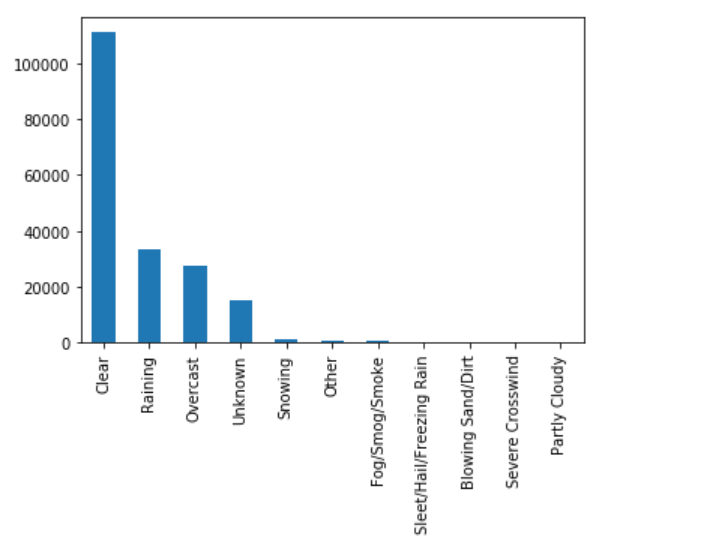 100000
80000
60000
40000
20000
0
Clear
Raining
Overcast
Unknown
Snowing
Other
Fog/Smog/Smoke
Sleet/Hail/Freezing Rain
Blowing Sand/Dirt
Severe Crosswind
Partly Cloudy